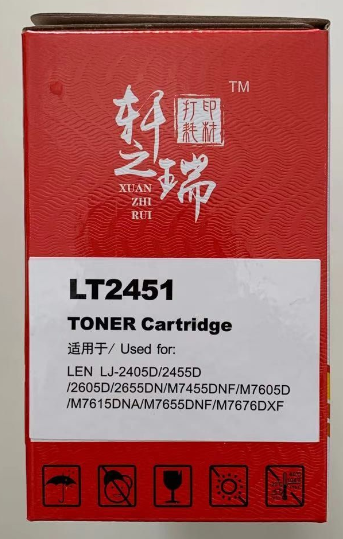 轩之瑞
打印
耗材
TM
XUAN
ZHI
RUI
LT2451
TONER Cartridge
适用于/ Used for:
LEN LJ-2405D/2455D
/2605D/2655DN/M7455DNF/M7605D
/M7615DNA/M7655DNF/M7676DXF